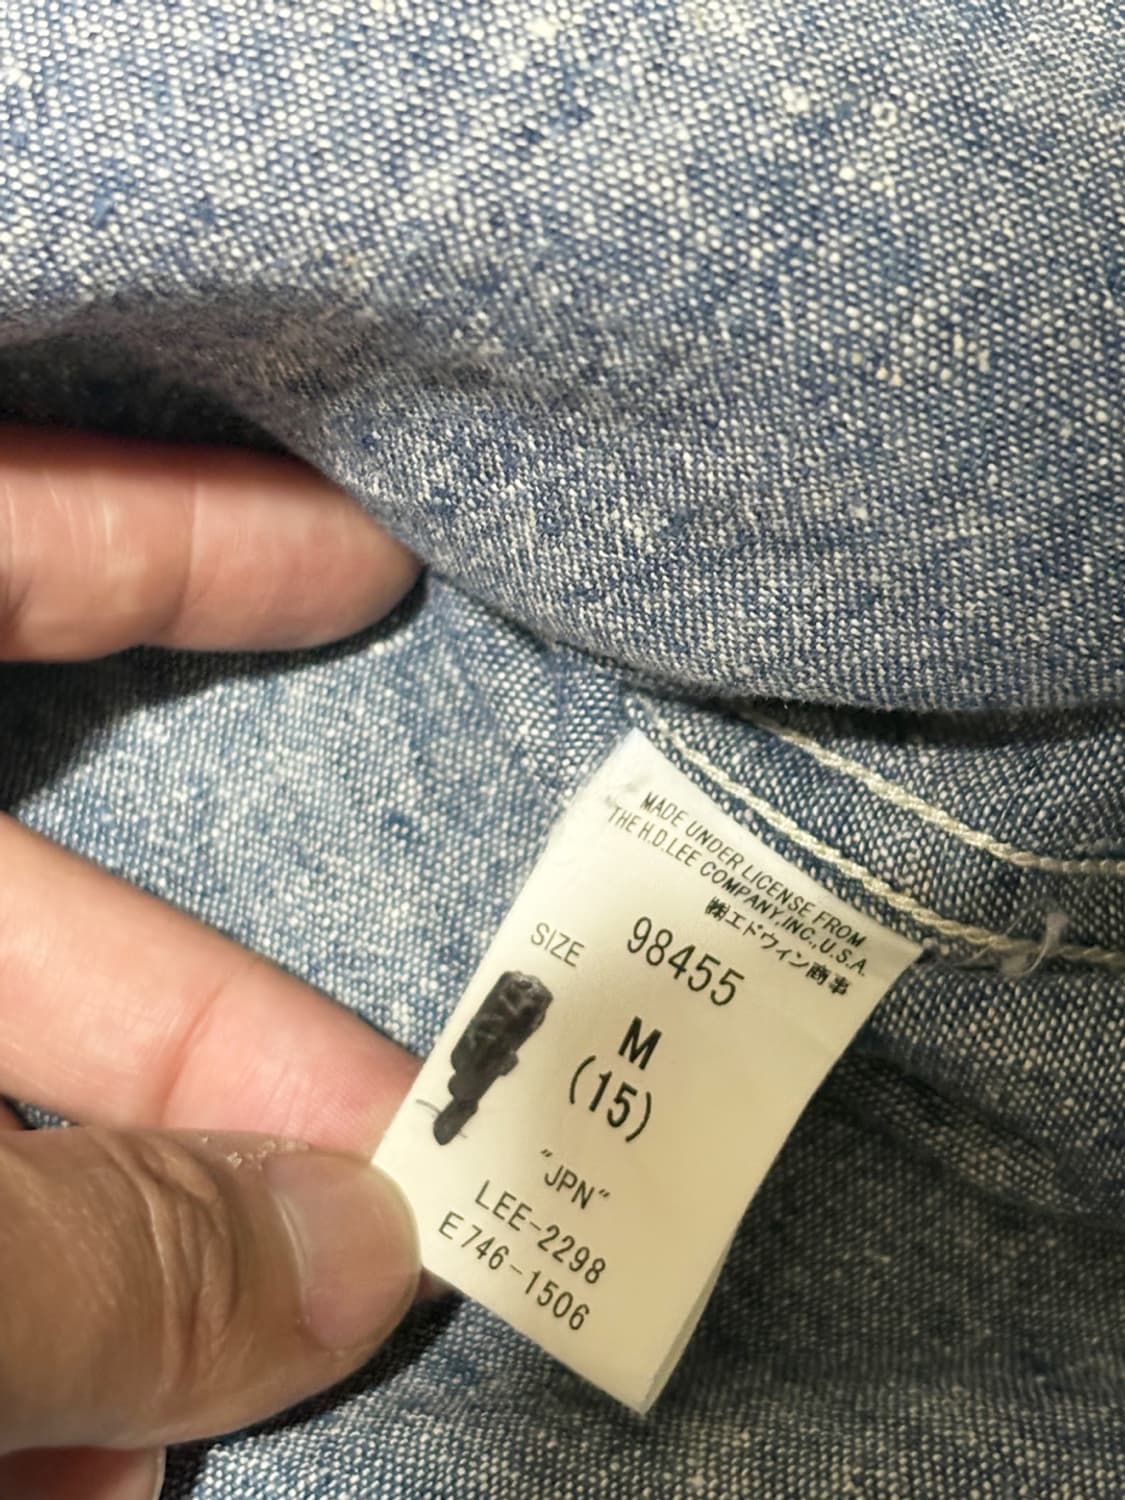 MADE UNDER LICENSE FROM
THE H.D.LEE COMPANY,INC.,U.S.A.
㈱エドウィン商事
SIZE
98455
M
(15)
"JPN"
LEE-2298
E746-1506